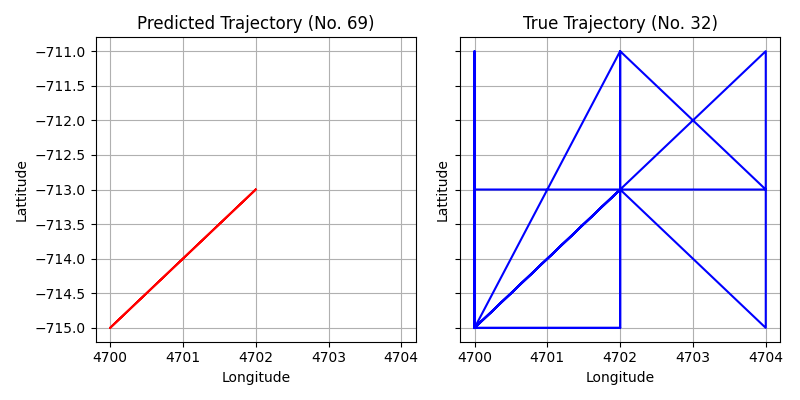 Predicted Trajectory (No. 69)
True Trajectory (No. 32)
−711.0
−711.5
−712.0
−712.5
−713.0
−713.5
−714.0
−714.5
−715.0
Lattitude
Lattitude
4700 4701 4702 4703 4704
4700 4701 4702 4703 4704
Longitude
Longitude